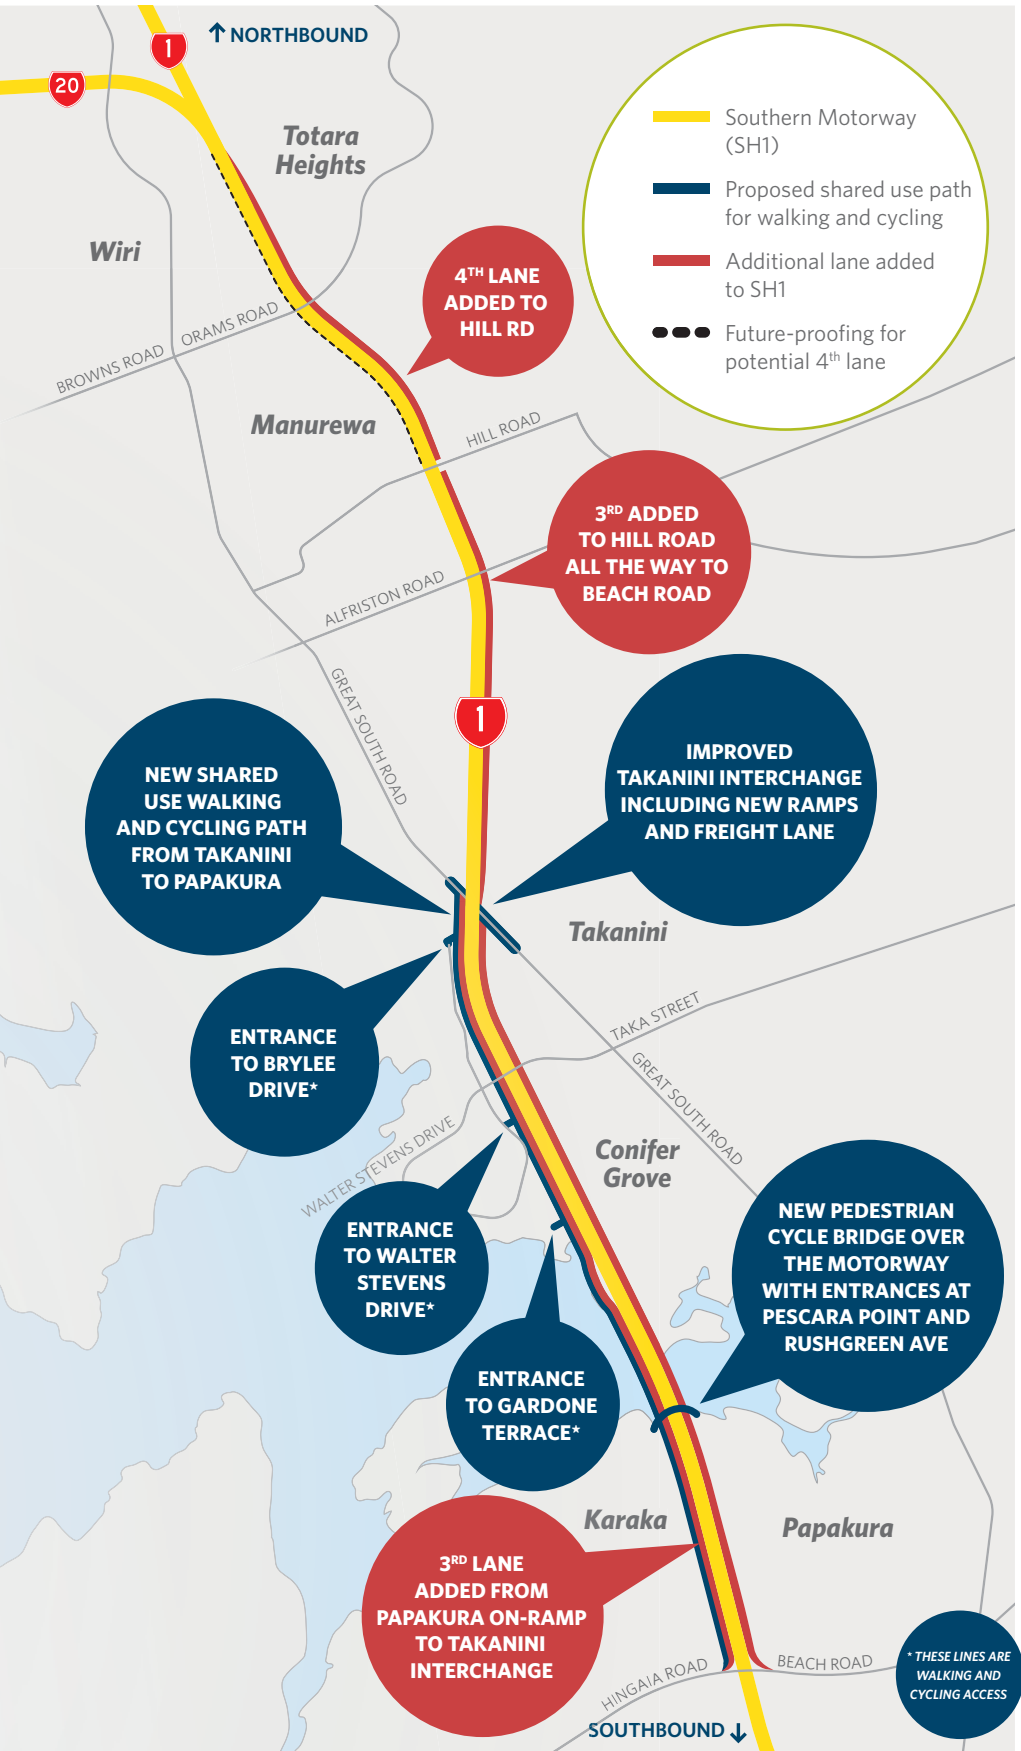 ↑ NORTHBOUND
1
20
Totara
Heights
Wiri
Southern Motorway
(SH1)
Proposed shared use path
for walking and cycling
Additional lane added
to SH1
Future-proofing for
potential 4th lane
4TH LANE
ADDED TO
HILL RD
ORAMS ROAD
BROWNS ROAD
Manurewa
HILL ROAD
3RD ADDED
TO HILL ROAD
ALL THE WAY TO
BEACH ROAD
ALFRISTON ROAD
GREAT SOUTH ROAD
1
NEW SHARED
USE WALKING
AND CYCLING PATH
FROM TAKANINI
TO PAPAKURA
IMPROVED
TAKANINI INTERCHANGE
INCLUDING NEW RAMPS
AND FREIGHT LANE
Takanini
ENTRANCE
TO BRYLEE
DRIVE*
TAKA STREET
GREAT SOUTH ROAD
WALTER STEVENS DRIVE
Conifer
Grove
ENTRANCE
TO WALTER
STEVENS
DRIVE*
NEW PEDESTRIAN
CYCLE BRIDGE OVER
THE MOTORWAY
WITH ENTRANCES AT
PESCARA POINT AND
RUSHGREEN AVE
ENTRANCE
TO GARDONE
TERRACE*
Karaka
Papakura
3RD LANE
ADDED FROM
PAPAKURA ON-RAMP
TO TAKANINI
INTERCHANGE
HINGAIA ROAD
BEACH ROAD
* THESE LINES ARE
WALKING AND
CYCLING ACCESS
SOUTHBOUND ↓